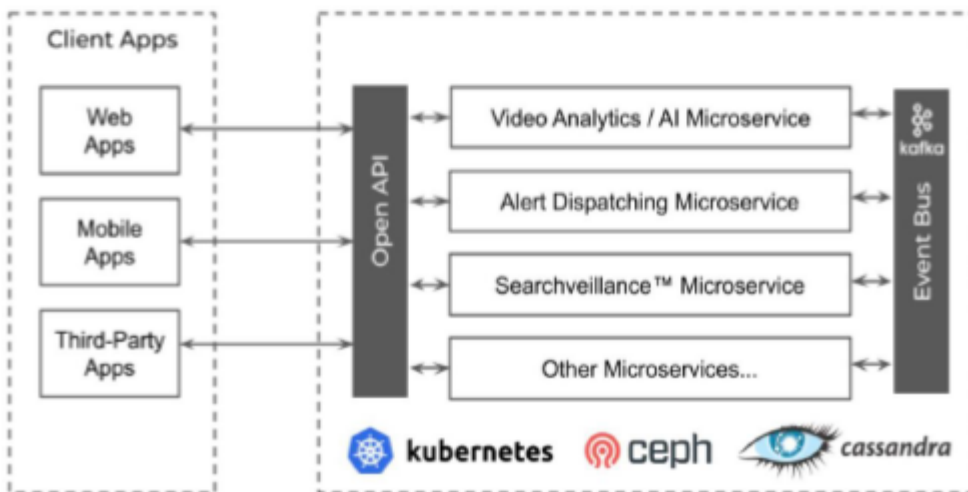 Client Apps
Web
Apps
Mobile
Apps
Third-Party
Apps
Open API
Video Analytics / AI Microservice
Alert Dispatching Microservice
Searchveillance™ Microservice
Other Microservices...
kafka
Event Bus
kubernetes
ceph
cassandra